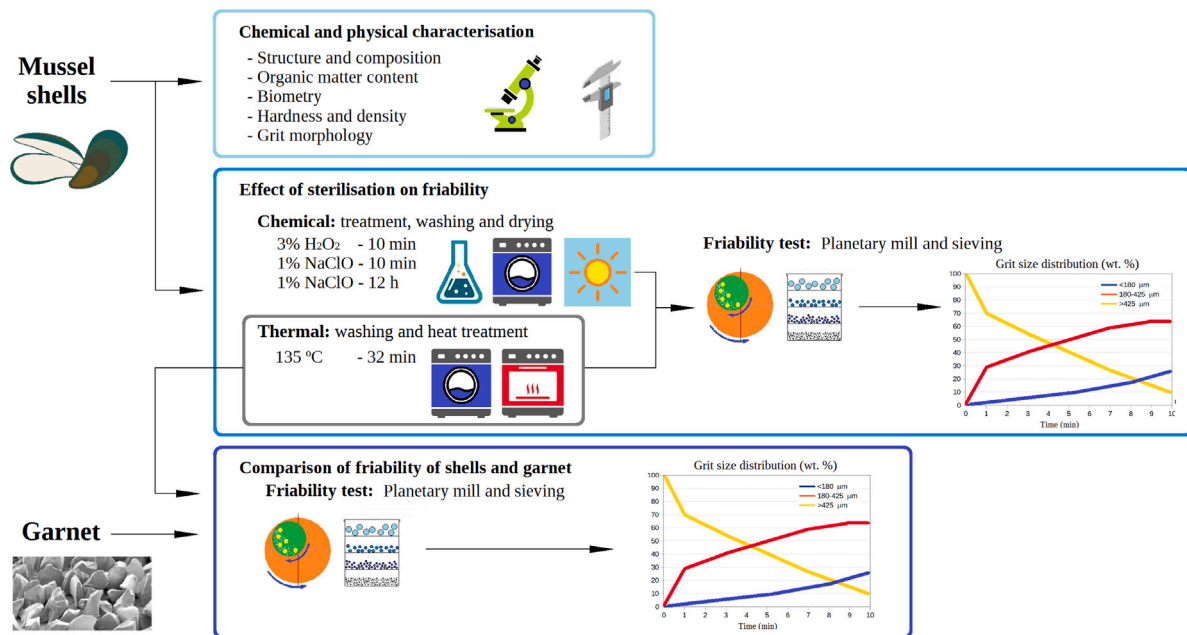 Mussel
shells
Chemical and physical characterisation
- Structure and composition
- Organic matter content
- Biometry
- Hardness and density
- Grit morphology
Effect of sterilisation on friability
Chemical: treatment, washing and drying
3% H₂O₂ - 10 min
1% NaClO - 10 min
1% NaClO - 12 h
Thermal: washing and heat treatment
135 ºC - 32 min
Friability test: Planetary mill and sieving
Grit size distribution (wt. %)
<180 µm
180-425 µm
>425 µm
100
90
80
70
60
50
40
30
20
10
0
0 1 2 3 4 5 6 7 8 9 10
Time (min)
Garnet
Comparison of friability of shells and garnet
Friability test: Planetary mill and sieving
Grit size distribution (wt. %)
<180 µm
180-425 µm
>425 µm
100
90
80
70
60
50
40
30
20
10
0
0 1 2 3 4 5 6 7 8 9 10
Time (min)